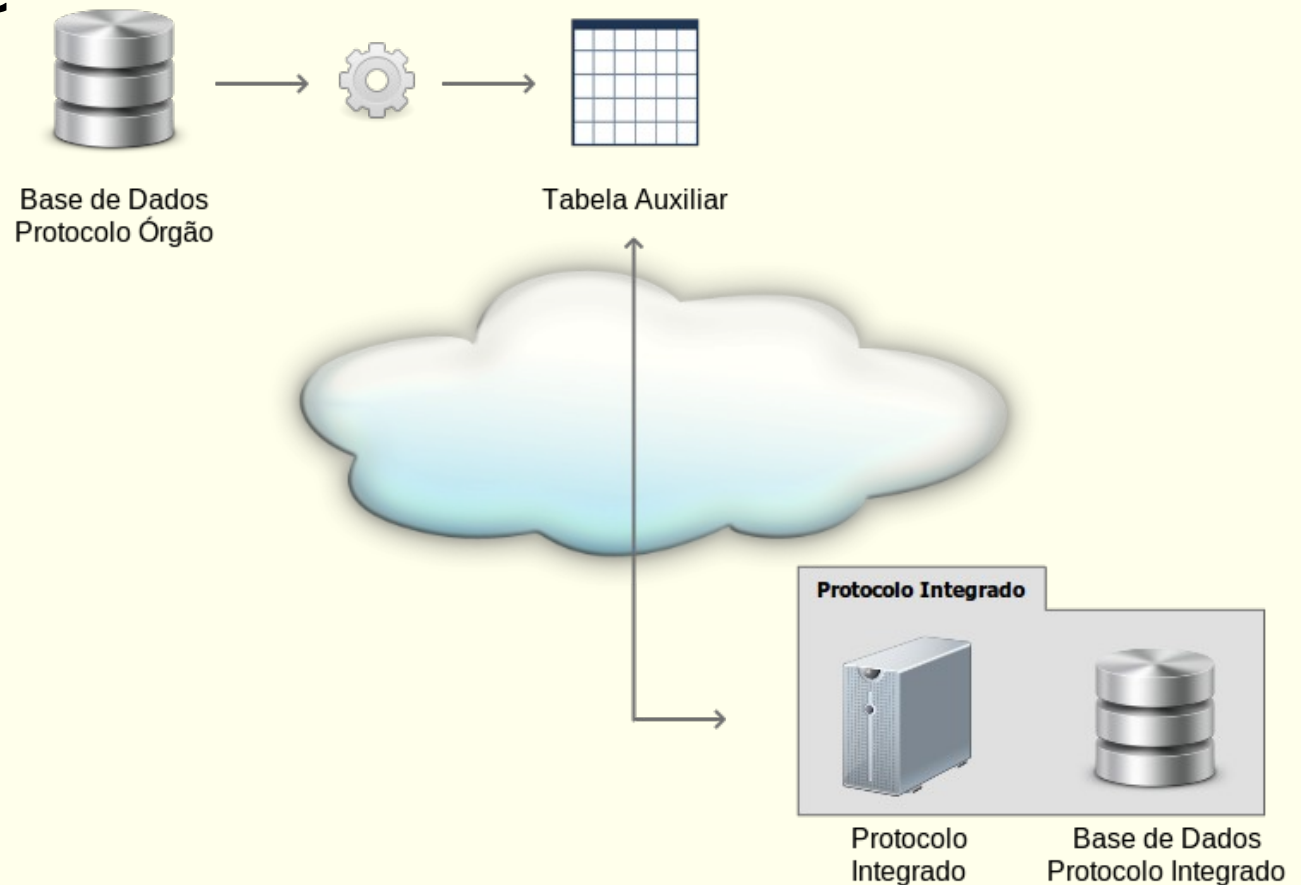 Base de Dados
Protocolo Órgão
Tabela Auxiliar
Protocolo Integrado
Protocolo
Integrado
Base de Dados
Protocolo Integrado